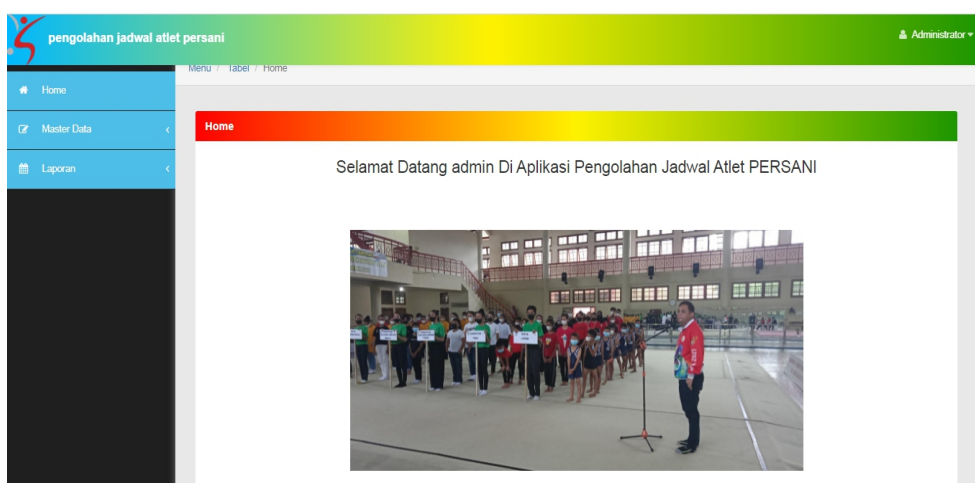 pengolahan jadwal atlet persani
Administrator
Menu / Tabel / Home
Home
Master Data
Laporan
Home
Selamat Datang admin Di Aplikasi Pengolahan Jadwal Atlet PERSANI